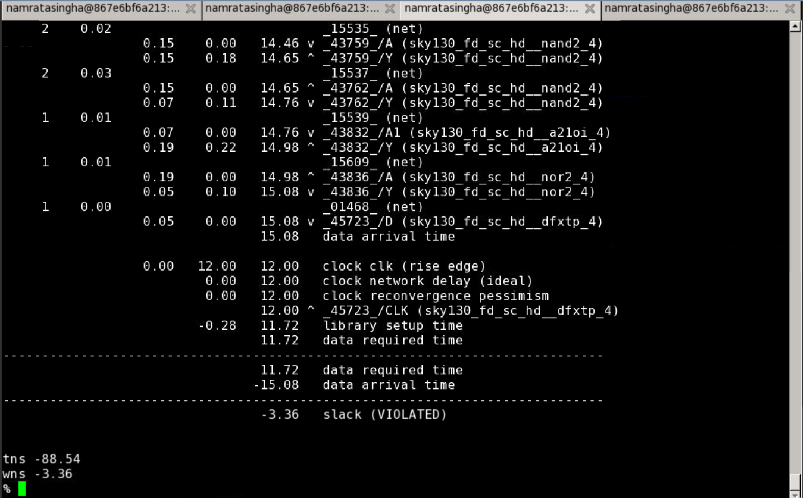 namratasingha@867e6bf6a213:... namratasingha@867e6bf6a213:... namratasingha@867e6bf6a213:... namratasingha@867e6bf6a213:...
2 0.02 _15535_ (net)
0.15 0.00 14.46 v _43759_/A (sky130_fd_sc_hd__nand2_4)
0.15 0.18 14.65 ^ _43759_/Y (sky130_fd_sc_hd__nand2_4)
2 0.03 _15537_ (net)
0.15 0.00 14.65 ^ _43762_/A (sky130_fd_sc_hd__nand2_4)
0.07 0.11 14.76 v _43762_/Y (sky130_fd_sc_hd__nand2_4)
1 0.01 _15539_ (net)
0.07 0.00 14.76 v _43832_/A1 (sky130_fd_sc_hd__a21oi_4)
0.19 0.22 14.98 ^ _43832_/Y (sky130_fd_sc_hd__a21oi_4)
1 0.01 _15609_ (net)
0.19 0.00 14.98 ^ _43836_/A (sky130_fd_sc_hd__nor2_4)
0.05 0.10 15.08 v _43836_/Y (sky130_fd_sc_hd__nor2_4)
1 0.00 _01468_ (net)
0.05 0.00 15.08 v _45723_/D (sky130_fd_sc_hd__dfxtp_4)
15.08 data arrival time
0.00 12.00 12.00 clock clk (rise edge)
0.00 12.00 clock network delay (ideal)
0.00 12.00 clock reconvergence pessimism
12.00 ^ _45723_/CLK (sky130_fd_sc_hd__dfxtp_4)
-0.28 11.72 library setup time
11.72 data required time
-----------------------------------------------------------------------------
11.72 data required time
-15.08 data arrival time
-----------------------------------------------------------------------------
-3.36 slack (VIOLATED)
tns -88.54
wns -3.36
%